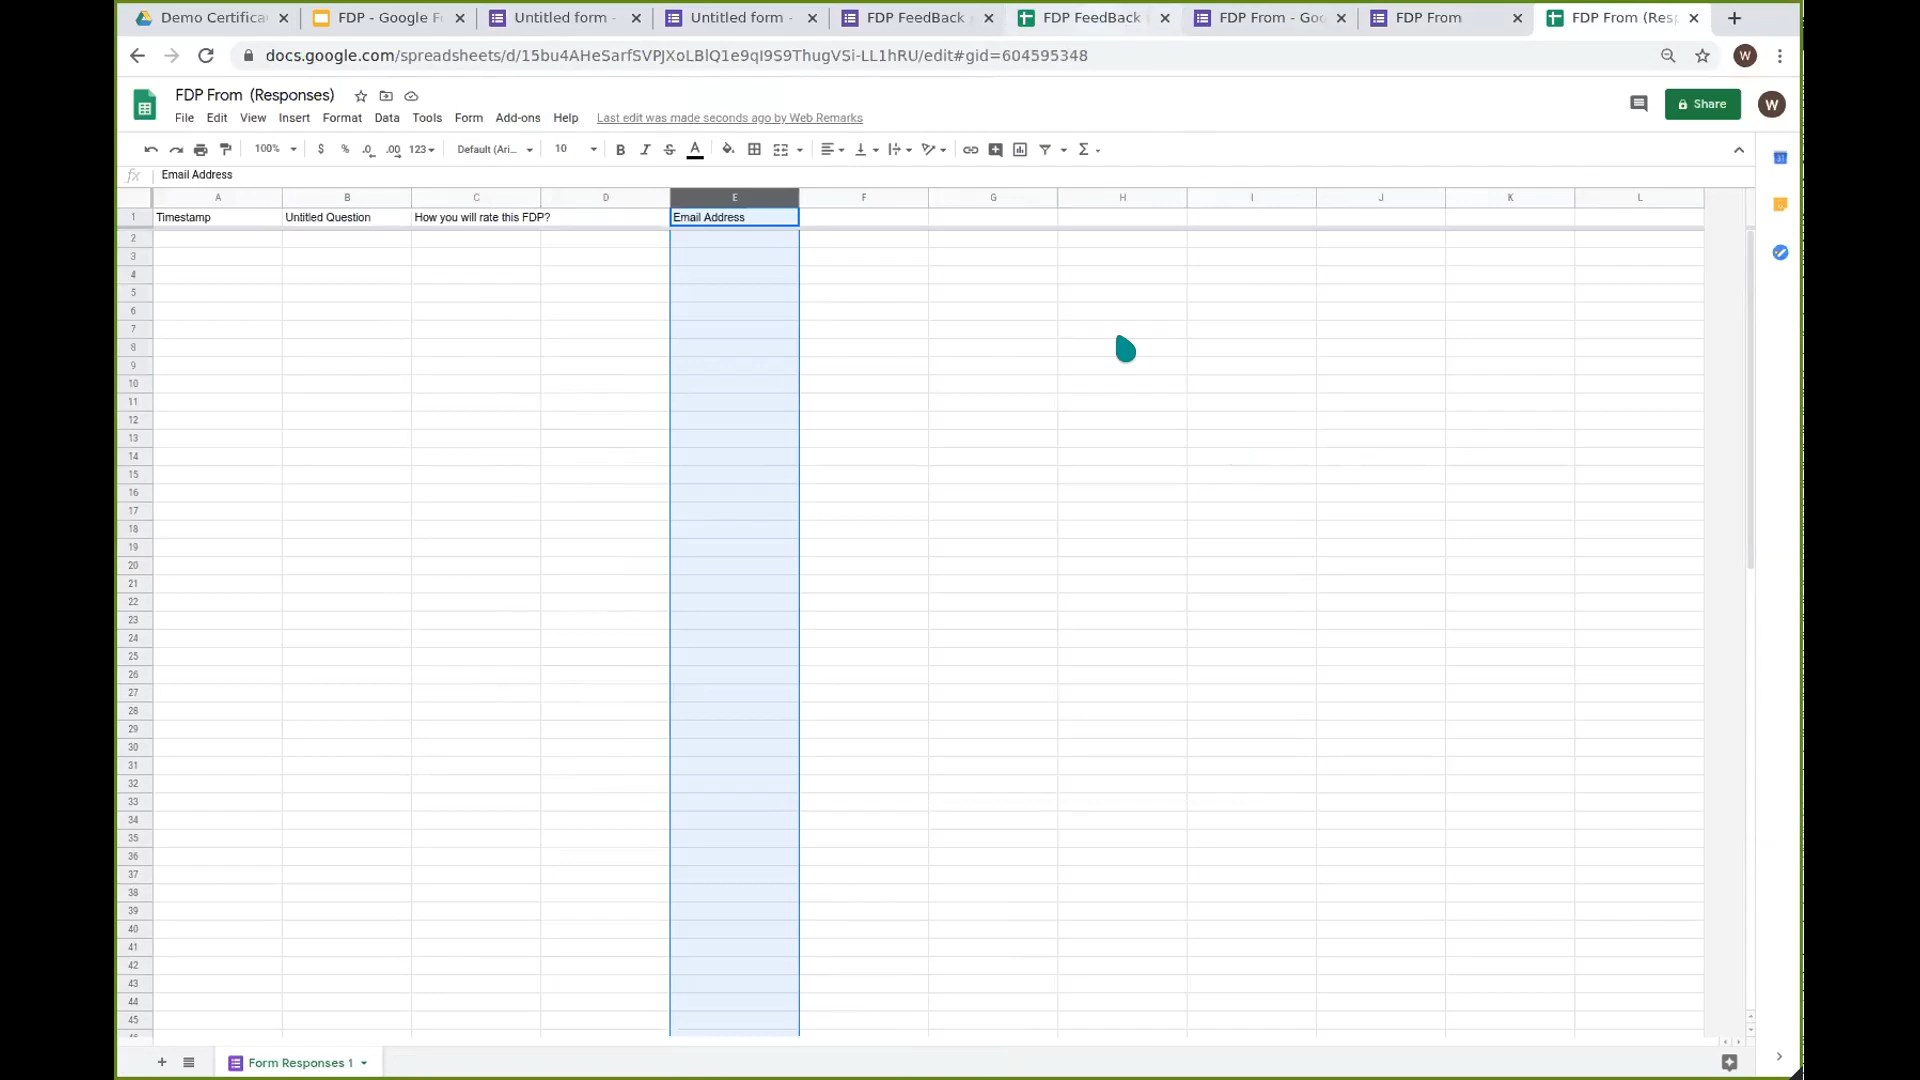 Demo Certifica
FDP - Google F
Untitled form -
Untitled form -
FDP FeedBack
FDP FeedBack
FDP From - Goo
FDP From
FDP From (Resp
docs.google.com/spreadsheets/d/15bu4AHeSarfSVPJXoLBlQ1e9qI9S9ThugVSi-LL1hRU/edit#gid=604595348
W
FDP From (Responses)
Share
W
File Edit View Insert Format Data Tools Form Add-ons Help Last edit was made seconds ago by Web Remarks
100% $ % .0 .00 123 Default (Ari... 10 B I S A Σ
31
fx Email Address
A B C D E F G H I J K L
1 Timestamp Untitled Question How you will rate this FDP? Email Address
2
3
4
5
6
7
8
9
10
11
12
13
14
15
16
17
18
19
20
21
22
23
24
25
26
27
28
29
30
31
32
33
34
35
36
37
38
39
40
41
42
43
44
45
Form Responses 1